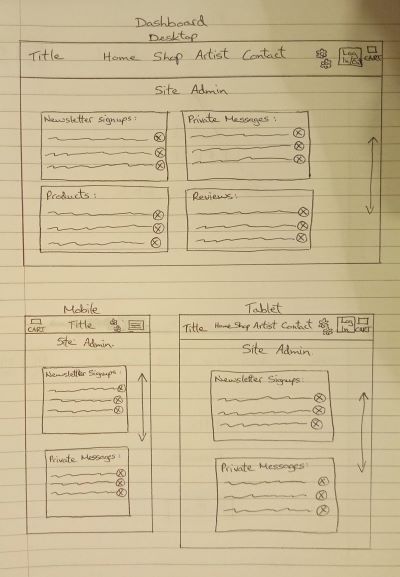 Dashboard
Desktop
Title Home Shop Artist Contact Log In/Out CART
Site Admin
Newsletter signups:
Private Messages:
Products:
Reviews:
Mobile
CART Title
Site Admin.
Newsletter Signups:
Private Messages:
Tablet
Title Home Shop Artist Contact Log In CART
Site Admin.
Newsletter Signups:
Private Messages: